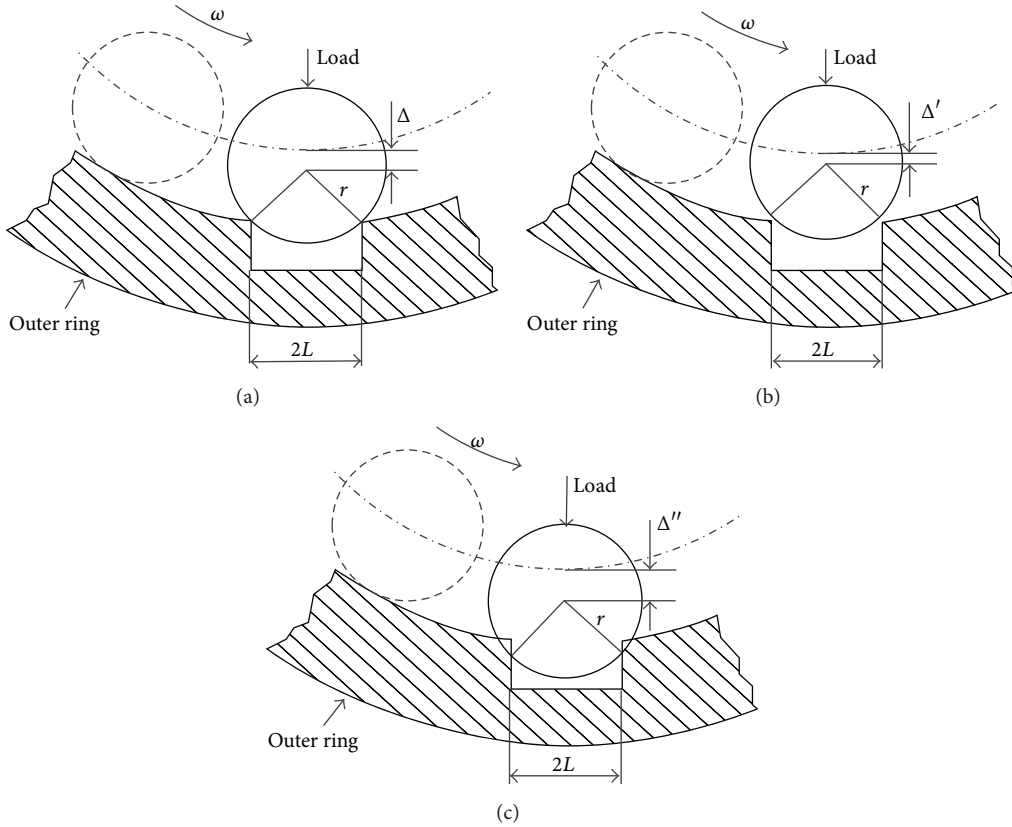 ω
Load
Δ
r
Outer ring
2L
(a)
ω
Load
Δ′
r
Outer ring
2L
(b)
ω
Load
Δ″
r
Outer ring
2L
(c)